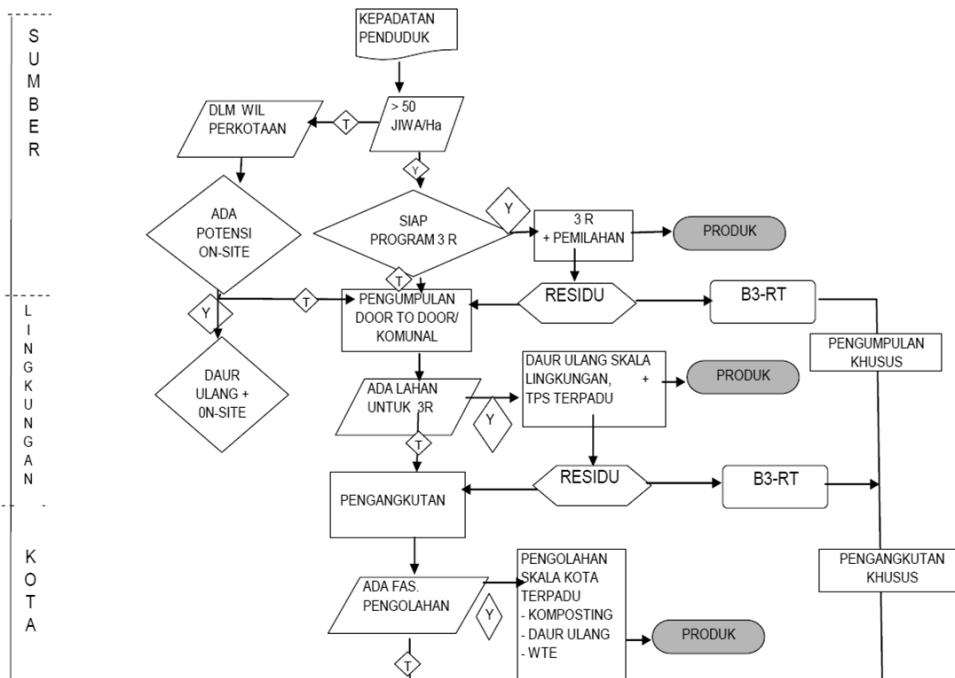 SUMBER
KEPADATAN
PENDUDUK
DLM WIL
PERKOTAAN
T
> 50
JIWA/Ha
Y
ADA
POTENSI
ON-SITE
SIAP
PROGRAM 3 R
Y
3 R
+ PEMILAHAN
PRODUK
T
LINGKUNGAN
Y
T
PENGUMPULAN
DOOR TO DOOR/
KOMUNAL
RESIDU
B3-RT
PENGUMPULAN
KHUSUS
DAUR
ULANG +
0N-SITE
ADA LAHAN
UNTUK 3R
Y
DAUR ULANG SKALA
LINGKUNGAN, +
TPS TERPADU
PRODUK
T
PENGANGKUTAN
RESIDU
B3-RT
KOTA
PENGANGKUTAN
KHUSUS
ADA FAS.
PENGOLAHAN
Y
PENGOLAHAN
SKALA KOTA
TERPADU
- KOMPOSTING
- DAUR ULANG
- WTE
PRODUK
T